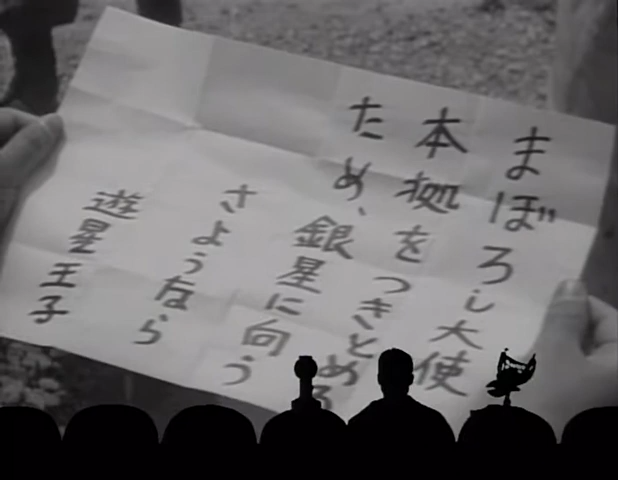 まぼろし大使
本拠をつきとめる
ため、銀星に向う
さようなら
遊星王子